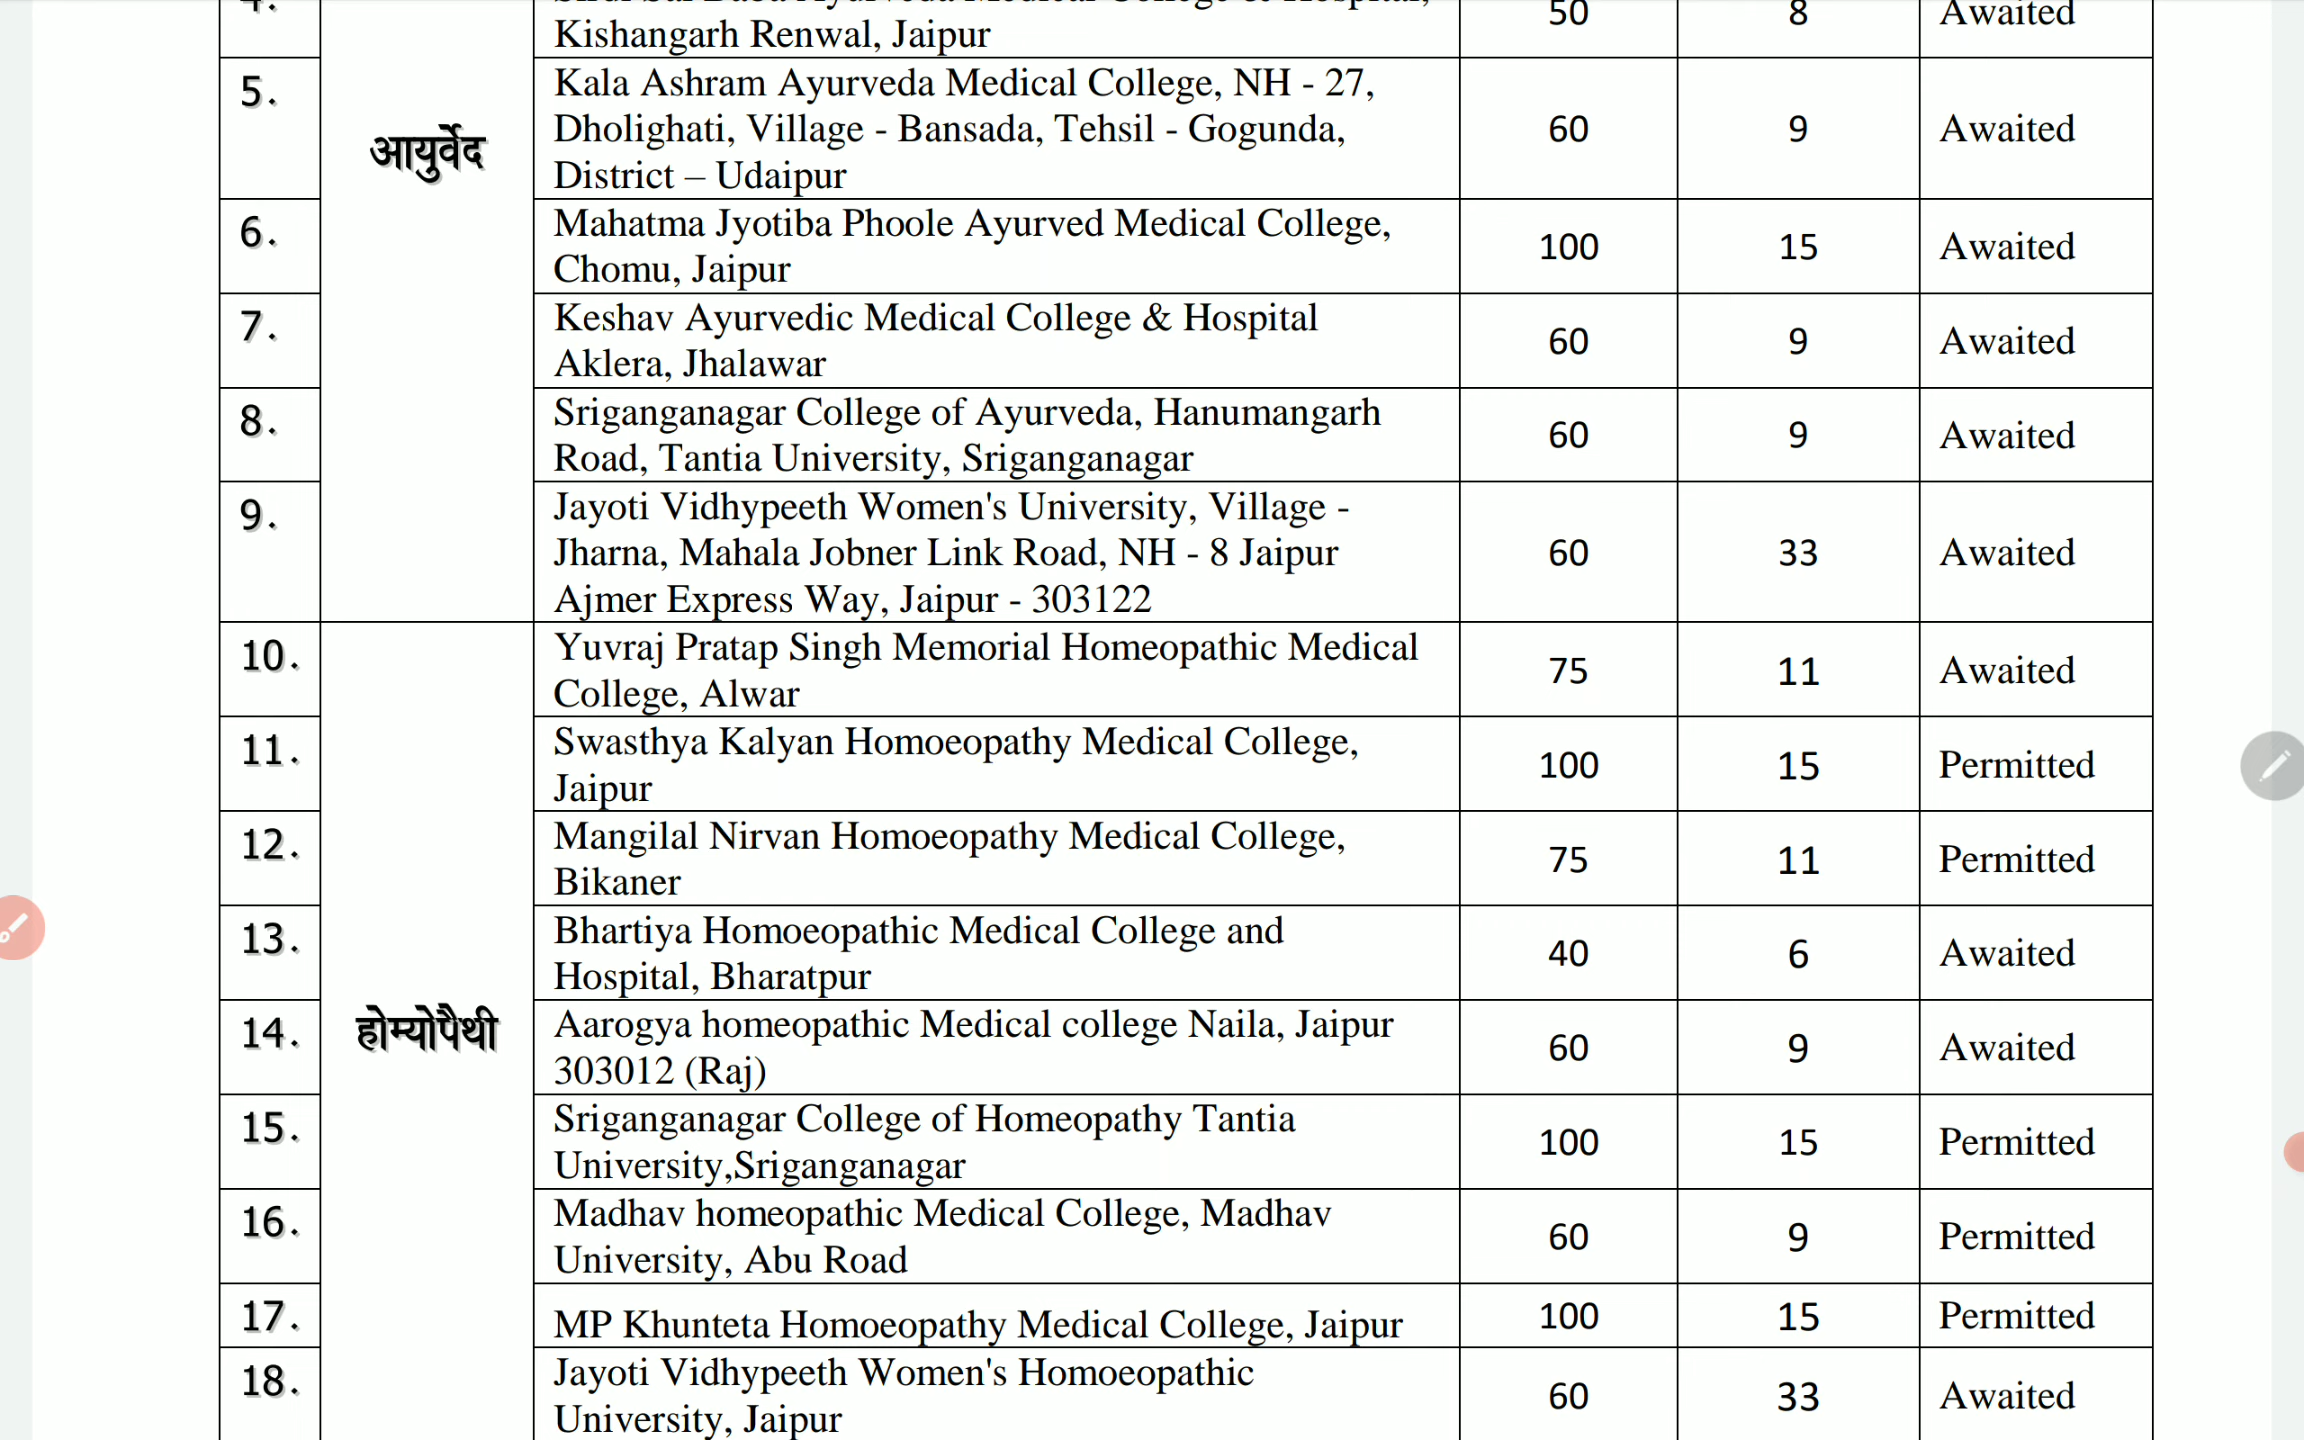 4.
Kishangarh Renwal, Jaipur
50
8
Awaited
आयुर्वेद
5.
Kala Ashram Ayurveda Medical College, NH - 27,
Dholighati, Village - Bansada, Tehsil - Gogunda,
District – Udaipur
60
9
Awaited
6.
Mahatma Jyotiba Phoole Ayurved Medical College,
Chomu, Jaipur
100
15
Awaited
7.
Keshav Ayurvedic Medical College & Hospital
Aklera, Jhalawar
60
9
Awaited
8.
Sriganganagar College of Ayurveda, Hanumangarh
Road, Tantia University, Sriganganagar
60
9
Awaited
9.
Jayoti Vidhypeeth Women's University, Village -
Jharna, Mahala Jobner Link Road, NH - 8 Jaipur
Ajmer Express Way, Jaipur - 303122
60
33
Awaited
होम्योपैथी
10.
Yuvraj Pratap Singh Memorial Homeopathic Medical
College, Alwar
75
11
Awaited
11.
Swasthya Kalyan Homoeopathy Medical College,
Jaipur
100
15
Permitted
12.
Mangilal Nirvan Homoeopathy Medical College,
Bikaner
75
11
Permitted
13.
Bhartiya Homoeopathic Medical College and
Hospital, Bharatpur
40
6
Awaited
14.
Aarogya homeopathic Medical college Naila, Jaipur
303012 (Raj)
60
9
Awaited
15.
Sriganganagar College of Homeopathy Tantia
University,Sriganganagar
100
15
Permitted
16.
Madhav homeopathic Medical College, Madhav
University, Abu Road
60
9
Permitted
17.
MP Khunteta Homoeopathy Medical College, Jaipur
100
15
Permitted
18.
Jayoti Vidhypeeth Women's Homoeopathic
University, Jaipur
60
33
Awaited